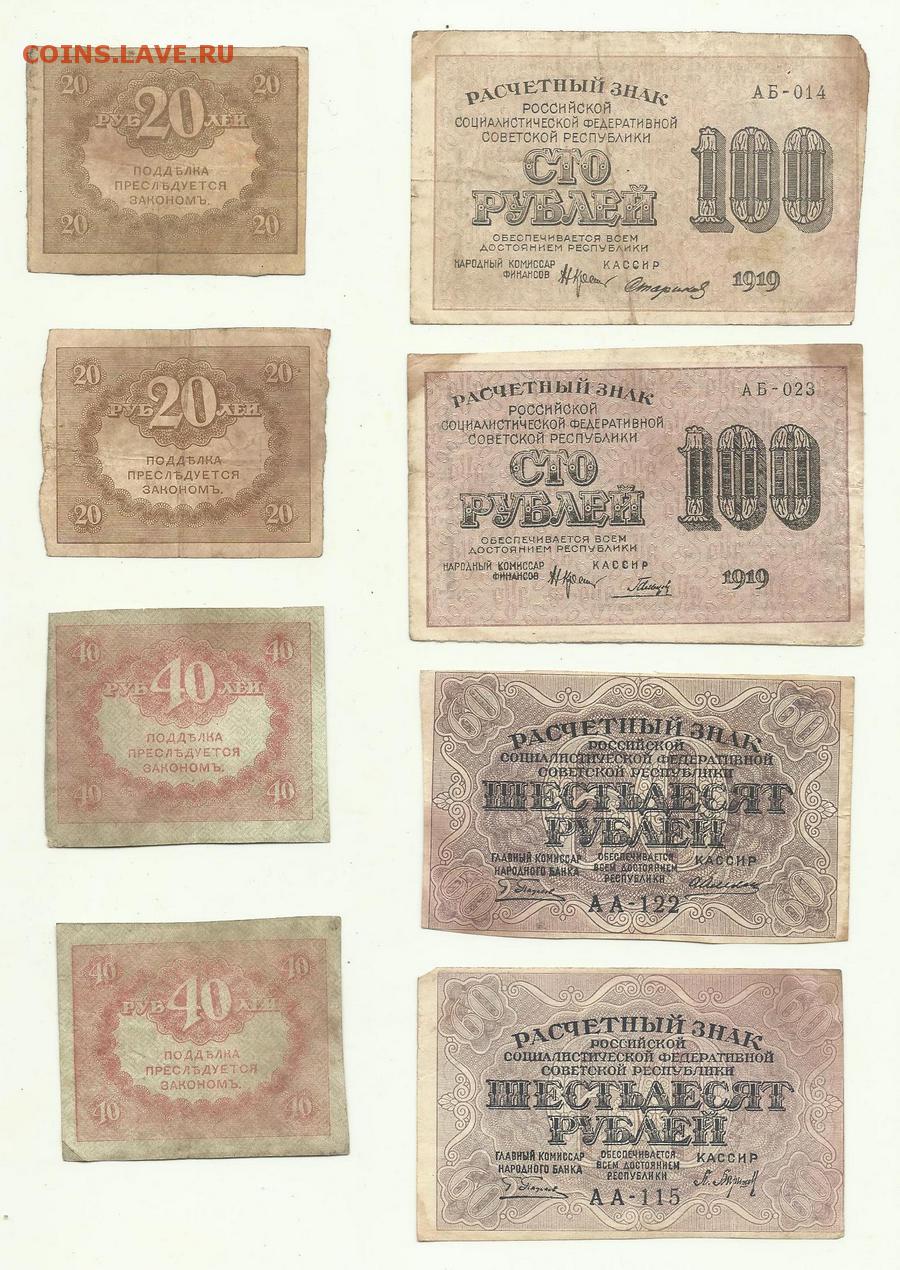 COINS.LAVE.RU
20 20
РУБ 20 ЛЕЙ
ПОДДѢЛКА
ПРЕСЛѢДУЕТСЯ
ЗАКОНОМЪ.
20 20
20 20
РУБ 20 ЛЕЙ
ПОДДѢЛКА
ПРЕСЛѢДУЕТСЯ
ЗАКОНОМЪ.
20 20
40 40
РУБ 40 ЛЕЙ
ПОДДѢЛКА
ПРЕСЛѢДУЕТСЯ
ЗАКОНОМЪ.
40 40
40 40
РУБ 40 ЛЕЙ
ПОДДѢЛКА
ПРЕСЛѢДУЕТСЯ
ЗАКОНОМЪ.
40 40
РАСЧЕТНЫЙ ЗНАК
АБ-014
РОССИЙСКОЙ
СОЦИАЛИСТИЧЕСКОЙ ФЕДЕРАТИВНОЙ
СОВЕТСКОЙ РЕСПУБЛИКИ
СТО
РУБЛЕЙ
100
ОБЕСПЕЧИВАЕТСЯ ВСЕМ
ДОСТОЯНИЕМ РЕСПУБЛИКИ
НАРОДНЫЙ КОМИССАР
ФИНАНСОВ
КАССИР
1919
РАСЧЕТНЫЙ ЗНАК
АБ-023
РОССИЙСКОЙ
СОЦИАЛИСТИЧЕСКОЙ ФЕДЕРАТИВНОЙ
СОВЕТСКОЙ РЕСПУБЛИКИ
СТО
РУБЛЕЙ
100
ОБЕСПЕЧИВАЕТСЯ ВСЕМ
ДОСТОЯНИЕМ РЕСПУБЛИКИ
НАРОДНЫЙ КОМИССАР
ФИНАНСОВ
КАССИР
1919
60 60
РАСЧЕТНЫЙ ЗНАК
РОССИЙСКОЙ
СОЦИАЛИСТИЧЕСКОЙ ФЕДЕРАТИВНОЙ
СОВЕТСКОЙ РЕСПУБЛИКИ
ШЕСТЬДЕСЯТ
РУБЛЕЙ
ГЛАВНЫЙ КОМИССАР
НАРОДНОГО БАНКА
ОБЕСПЕЧИВАЕТСЯ
ВСЕМ ДОСТОЯНИЕМ
РЕСПУБЛИКИ
КАССИР
60 60
АА-122
60 60
РАСЧЕТНЫЙ ЗНАК
РОССИЙСКОЙ
СОЦИАЛИСТИЧЕСКОЙ ФЕДЕРАТИВНОЙ
СОВЕТСКОЙ РЕСПУБЛИКИ
ШЕСТЬДЕСЯТ
РУБЛЕЙ
ГЛАВНЫЙ КОМИССАР
НАРОДНОГО БАНКА
ОБЕСПЕЧИВАЕТСЯ
ВСЕМ ДОСТОЯНИЕМ
РЕСПУБЛИКИ
КАССИР
60 60
АА-115